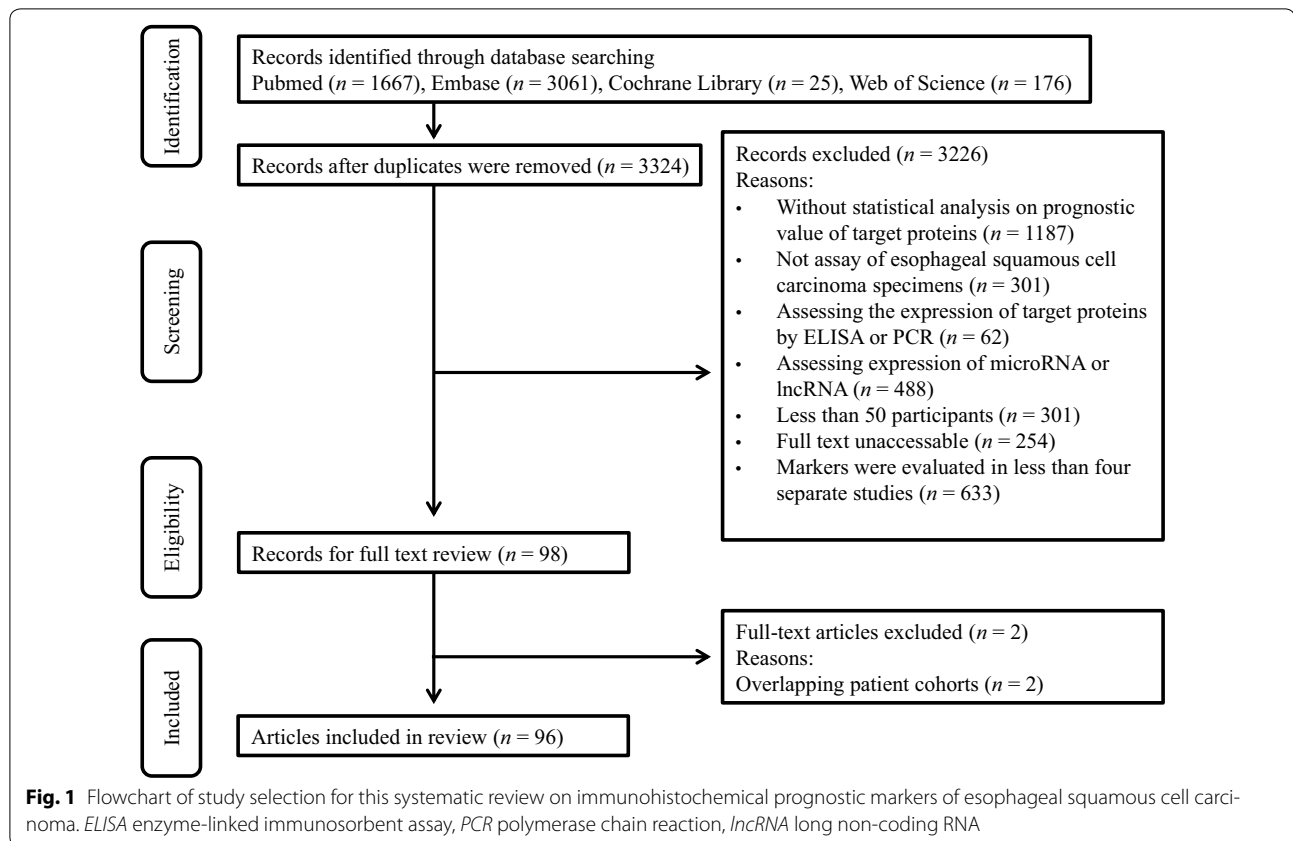 Identification
Records identified through database searching
Pubmed (n = 1667), Embase (n = 3061), Cochrane Library (n = 25), Web of Science (n = 176)
Records after duplicates were removed (n = 3324)
Screening
Records excluded (n = 3226)
Reasons:
• Without statistical analysis on prognostic
value of target proteins (n = 1187)
• Not assay of esophageal squamous cell
carcinoma specimens (n = 301)
• Assessing the expression of target proteins
by ELISA or PCR (n = 62)
• Assessing expression of microRNA or
lncRNA (n = 488)
• Less than 50 participants (n = 301)
• Full text unaccessable (n = 254)
• Markers were evaluated in less than four
separate studies (n = 633)
Eligibility
Records for full text review (n = 98)
Full-text articles excluded (n = 2)
Reasons:
Overlapping patient cohorts (n = 2)
Included
Articles included in review (n = 96)
Fig. 1 Flowchart of study selection for this systematic review on immunohistochemical prognostic markers of esophageal squamous cell carci-
noma. ELISA enzyme-linked immunosorbent assay, PCR polymerase chain reaction, lncRNA long non-coding RNA